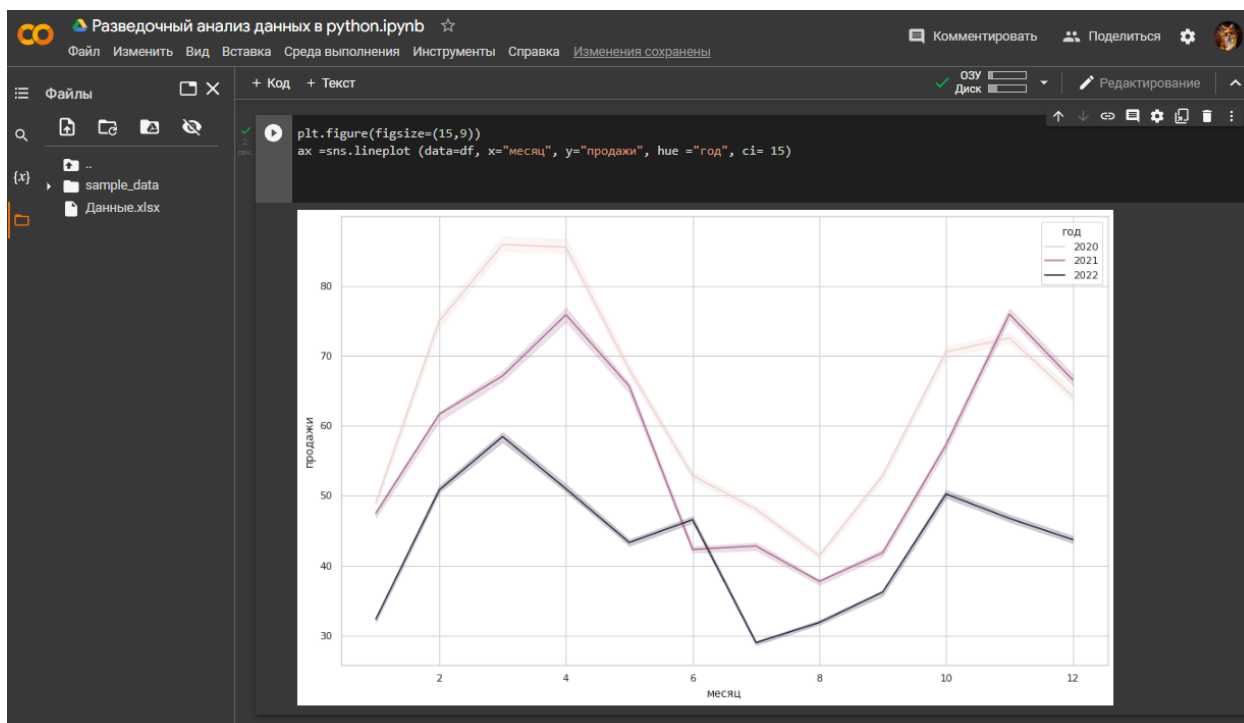 CO
Разведочный анализ данных в python.ipynb
Файл Изменить Вид Вставка Среда выполнения Инструменты Справка Изменения сохранены
Комментировать
Поделиться
Файлы
+ Код + Текст
ОЗУ
Диск
Редактирование
..
{x}
sample_data
Данные.xlsx
2
сек.
plt.figure(figsize=(15,9))
ax =sns.lineplot (data=df, x="месяц", y="продажи", hue ="год", ci= 15)
год
2020
2021
2022
80
70
60
50
40
30
продажи
2 4 6 8 10 12
месяц